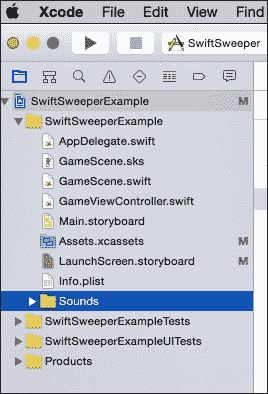 Xcode File Edit View Find
SwiftSweeper
SwiftSweeperExample M
SwiftSweeperExample
AppDelegate.swift
GameScene.sks
GameScene.swift
GameViewController.swift
Main.storyboard
Assets.xcassets M
LaunchScreen.storyboard M
Info.plist
Sounds
SwiftSweeperExampleTests
SwiftSweeperExampleUITests
Products